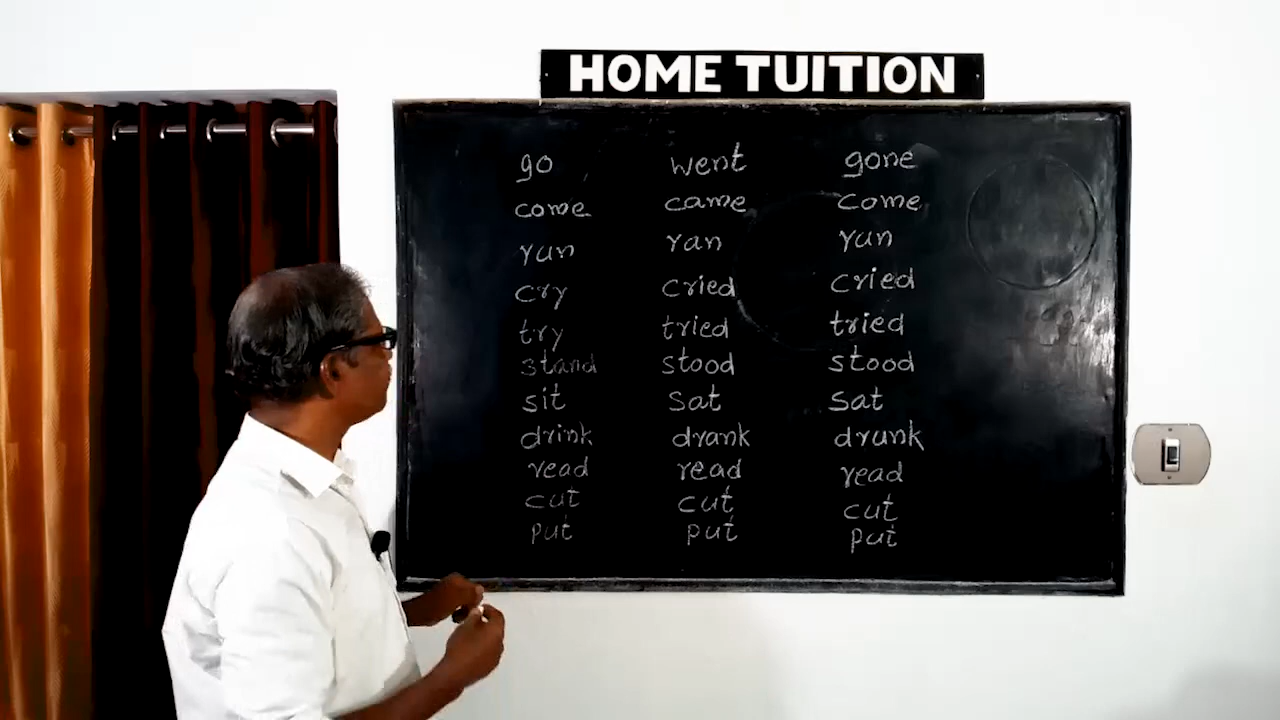 HOME TUITION
go went gone
come came come
run ran run
cry cried cried
try tried tried
stand stood stood
sit sat sat
drink drank drunk
read read read
cut cut cut
put put put